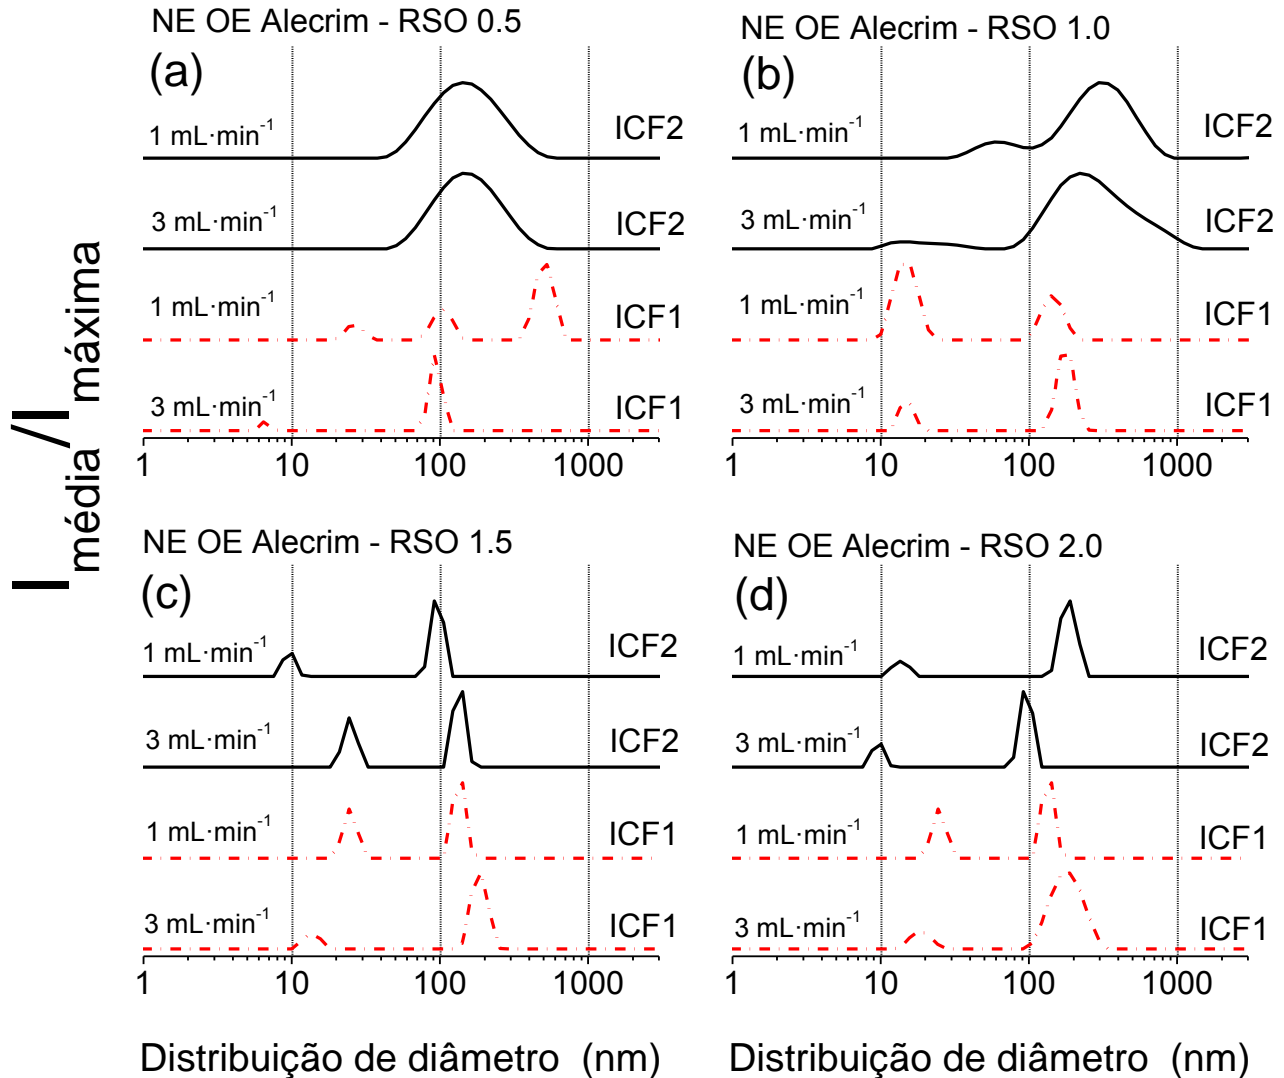 NE OE Alecrim - RSO 0.5
(a)
1 mL·min⁻¹ ICF2
3 mL·min⁻¹ ICF2
1 mL·min⁻¹ ICF1
3 mL·min⁻¹ ICF1
1 10 100 1000
NE OE Alecrim - RSO 1.0
(b)
1 mL·min⁻¹ ICF2
3 mL·min⁻¹ ICF2
1 mL·min⁻¹ ICF1
3 mL·min⁻¹ ICF1
1 10 100 1000
I média / I máxima
NE OE Alecrim - RSO 1.5
(c)
1 mL·min⁻¹ ICF2
3 mL·min⁻¹ ICF2
1 mL·min⁻¹ ICF1
3 mL·min⁻¹ ICF1
1 10 100 1000
Distribuição de diâmetro (nm)
NE OE Alecrim - RSO 2.0
(d)
1 mL·min⁻¹ ICF2
3 mL·min⁻¹ ICF2
1 mL·min⁻¹ ICF1
3 mL·min⁻¹ ICF1
1 10 100 1000
Distribuição de diâmetro (nm)